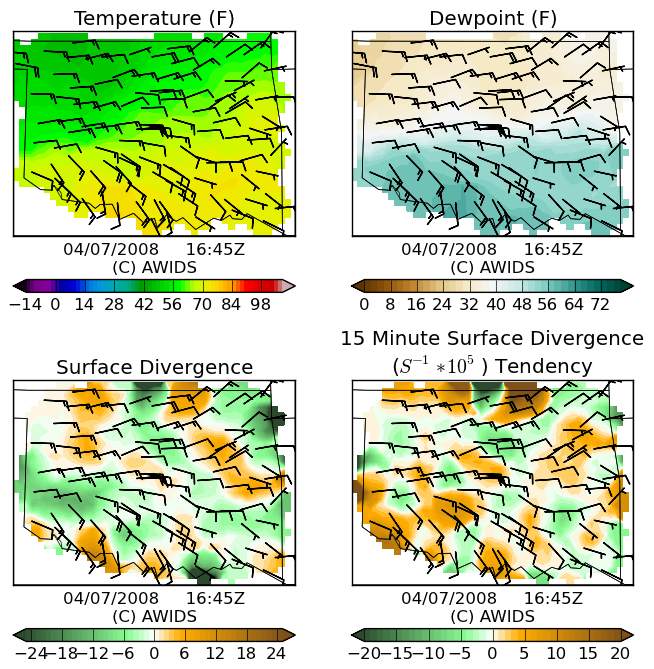 Temperature (F)
Dewpoint (F)
04/07/2008 16:45Z
(C) AWIDS
04/07/2008 16:45Z
(C) AWIDS
−14 0 14 28 42 56 70 84 98
0 8 16 24 32 40 48 56 64 72
Surface Divergence
15 Minute Surface Divergence
(S⁻¹ *10⁵ ) Tendency
04/07/2008 16:45Z
(C) AWIDS
04/07/2008 16:45Z
(C) AWIDS
−24 −18 −12 −6 0 6 12 18 24
−20 −15 −10 −5 0 5 10 15 20